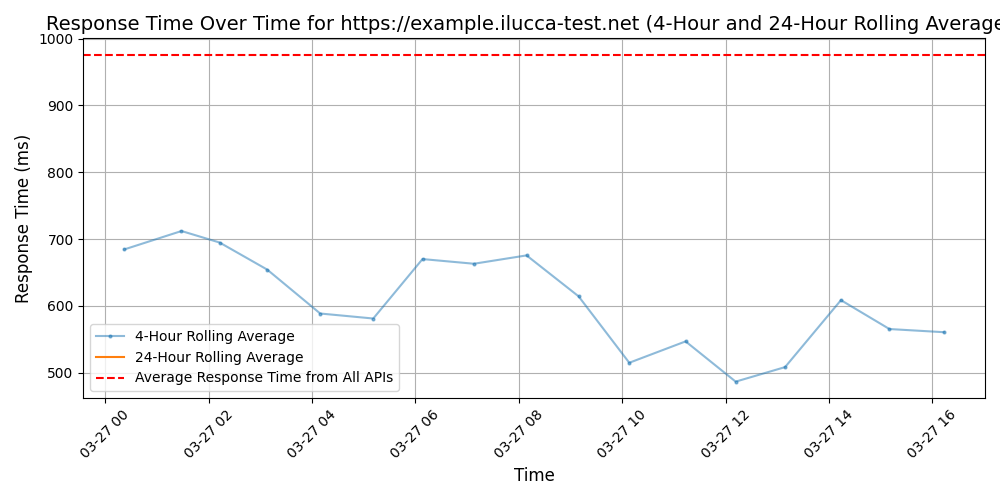 Response Time Over Time for https://example.ilucca-test.net (4-Hour and 24-Hour Rolling Average
1000
900
800
700
600
500
Response Time (ms)
4-Hour Rolling Average
24-Hour Rolling Average
Average Response Time from All APIs
03-27 00
03-27 02
03-27 04
03-27 06
03-27 08
03-27 10
03-27 12
03-27 14
03-27 16
Time